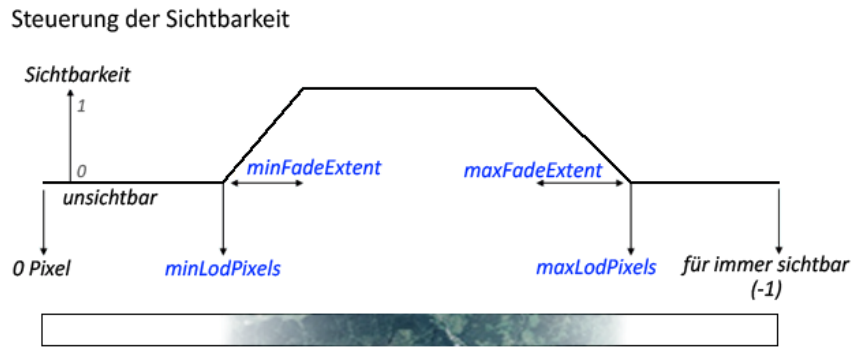 Steuerung der Sichtbarkeit
Sichtbarkeit
1
0
minFadeExtent
maxFadeExtent
unsichtbar
0 Pixel
minLodPixels
maxLodPixels
für immer sichtbar
(-1)